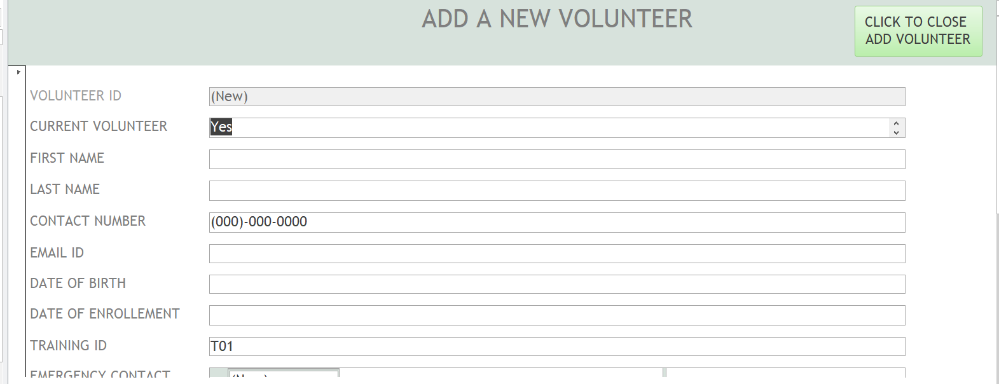 ADD A NEW VOLUNTEER
CLICK TO CLOSE
ADD VOLUNTEER
VOLUNTEER ID
(New)
CURRENT VOLUNTEER
Yes
FIRST NAME
LAST NAME
CONTACT NUMBER
(000)-000-0000
EMAIL ID
DATE OF BIRTH
DATE OF ENROLLEMENT
TRAINING ID
T01
EMERGENCY CONTACT
(New)